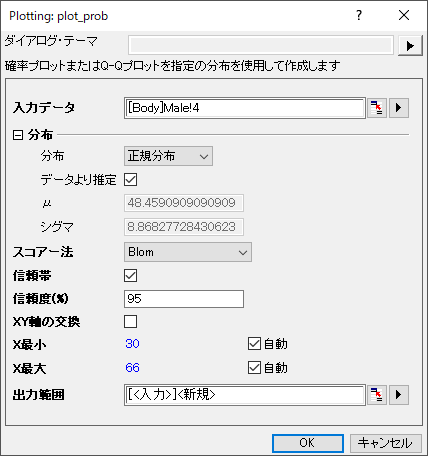 Plotting: plot_prob
ダイアログ・テーマ
確率プロットまたはQ-Qプロットを指定の分布を使用して作成します
入力データ [Body]Male!4
分布
分布 正規分布
データより推定
μ 48.4590909090909
シグマ 8.86827728430623
スコアー法 Blom
信頼帯
信頼度(%) 95
XY軸の交換
X最小 30 自動
X最大 66 自動
出力範囲 [<入力>]<新規>
OK キャンセル